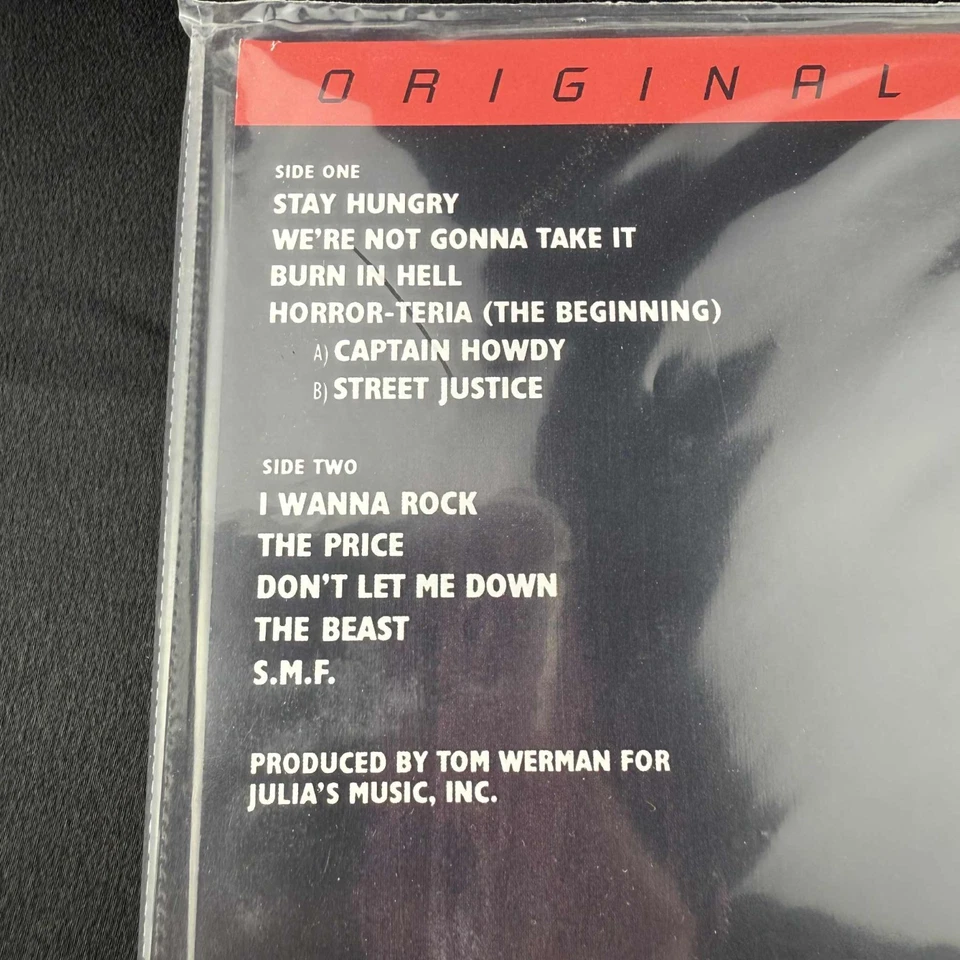 ORIGINAL
SIDE ONE
STAY HUNGRY
WE'RE NOT GONNA TAKE IT
BURN IN HELL
HORROR-TERIA (THE BEGINNING)
A) CAPTAIN HOWDY
B) STREET JUSTICE
SIDE TWO
I WANNA ROCK
THE PRICE
DON'T LET ME DOWN
THE BEAST
S.M.F.
PRODUCED BY TOM WERMAN FOR
JULIA'S MUSIC, INC.